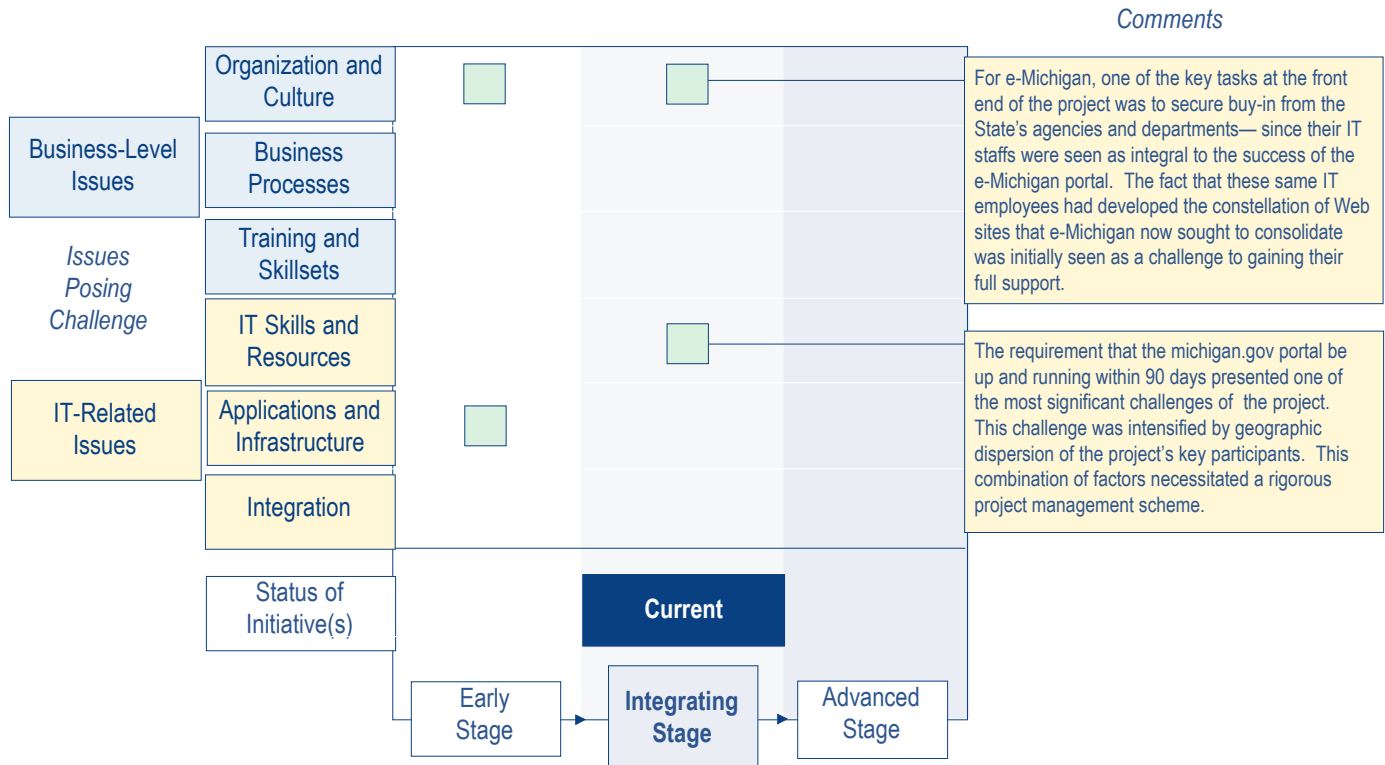 Comments
Organization and
Culture
Business
Processes
Training and
Skillsets
IT Skills and
Resources
Applications and
Infrastructure
Integration
Business-Level
Issues
Issues
Posing
Challenge
IT-Related
Issues
For e-Michigan, one of the key tasks at the front
end of the project was to secure buy-in from the
State’s agencies and departments— since their IT
staffs were seen as integral to the success of the
e-Michigan portal.  The fact that these same IT
employees had developed the constellation of Web
sites that e-Michigan now sought to consolidate
was initially seen as a challenge to gaining their
full support.
The requirement that the michigan.gov portal be
up and running within 90 days presented one of
the most significant challenges of  the project.
This challenge was intensified by geographic
dispersion of the project’s key participants.  This
combination of factors necessitated a rigorous
project management scheme.
Status of
Initiative(s)
Current
Early
Stage
Integrating
Stage
Advanced
Stage